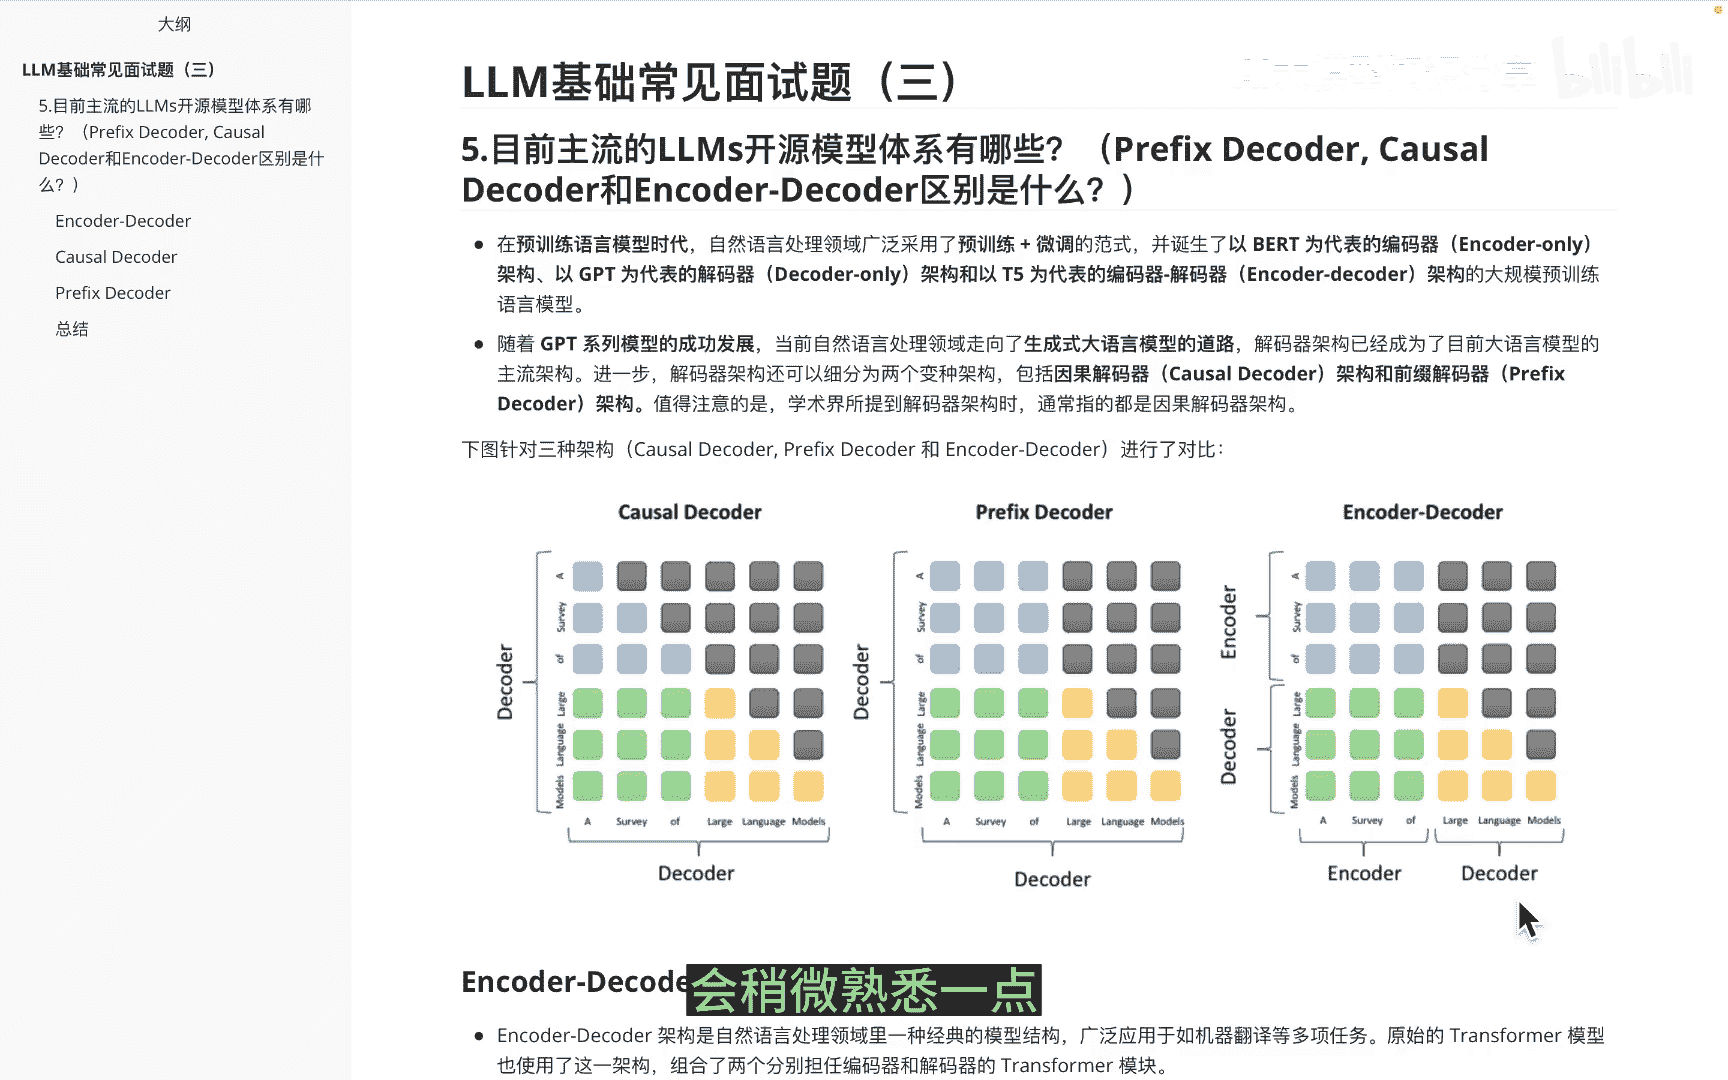 大纲
LLM基础常见面试题（三）
5.目前主流的LLMs开源模型体系有哪
些？（Prefix Decoder, Causal
Decoder和Encoder-Decoder区别是什
么？)
Encoder-Decoder
Causal Decoder
Prefix Decoder
总结
bilibili
LLM基础常见面试题（三）
5.目前主流的LLMs开源模型体系有哪些？（Prefix Decoder, Causal
Decoder和Encoder-Decoder区别是什么？)
在预训练语言模型时代，自然语言处理领域广泛采用了预训练 + 微调的范式，并诞生了以 BERT 为代表的编码器（Encoder-only）
架构、以 GPT 为代表的解码器（Decoder-only）架构和以 T5 为代表的编码器-解码器（Encoder-decoder）架构的大规模预训练
语言模型。
随着 GPT 系列模型的成功发展，当前自然语言处理领域走向了生成式大语言模型的道路，解码器架构已经成为了目前大语言模型的
主流架构。进一步，解码器架构还可以细分为两个变种架构，包括因果解码器（Causal Decoder）架构和前缀解码器（Prefix
Decoder）架构。值得注意的是，学术界所提到解码器架构时，通常指的都是因果解码器架构。
下图针对三种架构（Causal Decoder, Prefix Decoder 和 Encoder-Decoder）进行了对比：
Causal Decoder
Decoder
A
Survey
of
Large
Language
Models
A Survey of Large Language Models
Decoder
Prefix Decoder
Decoder
A
Survey
of
Large
Language
Models
A Survey of Large Language Models
Decoder
Encoder-Decoder
Encoder
Decoder
A
Survey
of
Large
Language
Models
A Survey of Large Language Models
Encoder Decoder
Encoder-Decode
会稍微熟悉一点
Encoder-Decoder 架构是自然语言处理领域里一种经典的模型结构，广泛应用于如机器翻译等多项任务。原始的 Transformer 模型
也使用了这一架构，组合了两个分别担任编码器和解码器的 Transformer 模块。